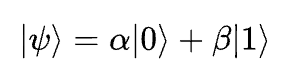 |ψ⟩ = α|0⟩ + β|1⟩